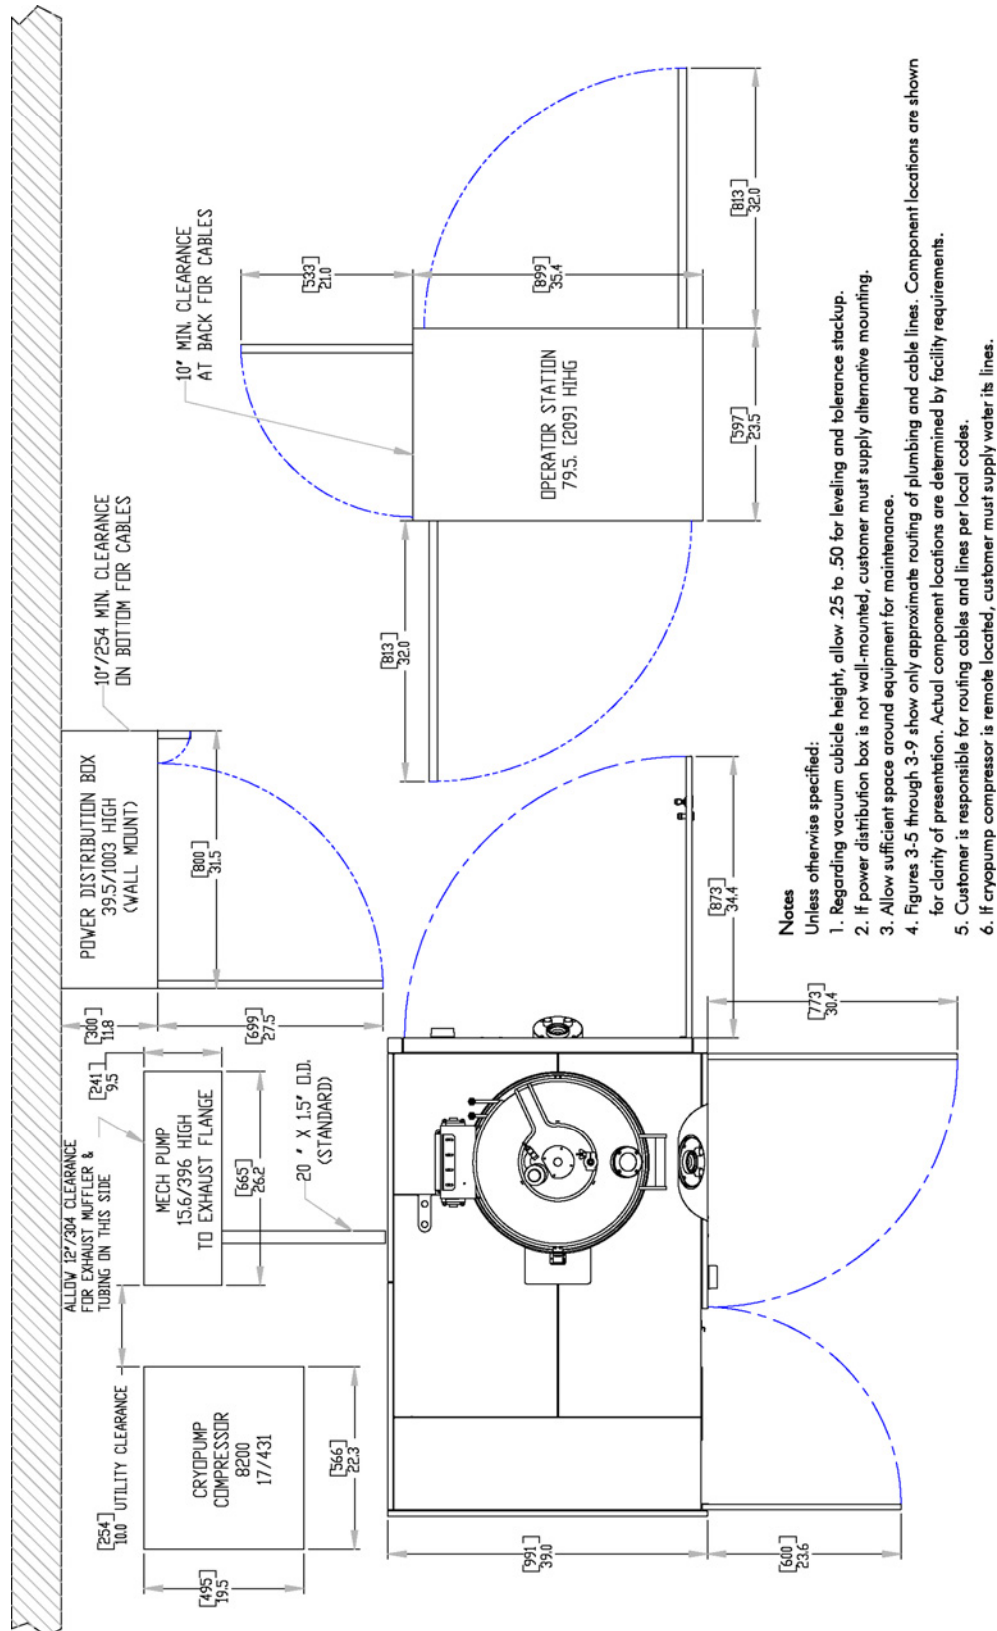 ALLOW 12"/304 CLEARANCE
FOR EXHAUST MUFFLER &
TUBING ON THIS SIDE
[254]
10.0
UTILITY CLEARANCE
[495]
19.5
CRYOPUMP
COMPRESSOR
8200
17/431
[566]
22.3
MECH PUMP
15.6/396 HIGH
TO EXHAUST FLANGE
[241]
9.5
[665]
26.2
20 " X 1.5" O.D.
(STANDARD)
[300]
11.8
[699]
27.5
POWER DISTRIBUTION BOX
39.5/1003 HIGH
(WALL MOUNT)
[800]
31.5
10"/254 MIN. CLEARANCE
ON BOTTOM FOR CABLES
10" MIN. CLEARANCE
AT BACK FOR CABLES
[533]
21.0
[813]
32.0
OPERATOR STATION
79.5. [209] HIHG
[899]
35.4
[597]
23.5
[813]
32.0
[991]
39.0
[600]
23.6
[873]
34.4
[773]
30.4
Notes
Unless otherwise specified:
1. Regarding vacuum cubicle height, allow .25 to .50 for leveling and tolerance stackup.
2. If power distribution box is not wall-mounted, customer must supply alternative mounting.
3. Allow sufficient space around equipment for maintenance.
4. Figures 3-5 through 3-9 show only approximate routing of plumbing and cable lines. Component locations are shown
for clarity of presentation. Actual component locations are determined by facility requirements.
5. Customer is responsible for routing cables and lines per local codes.
6. If cryopump compressor is remote located, customer must supply water its lines.